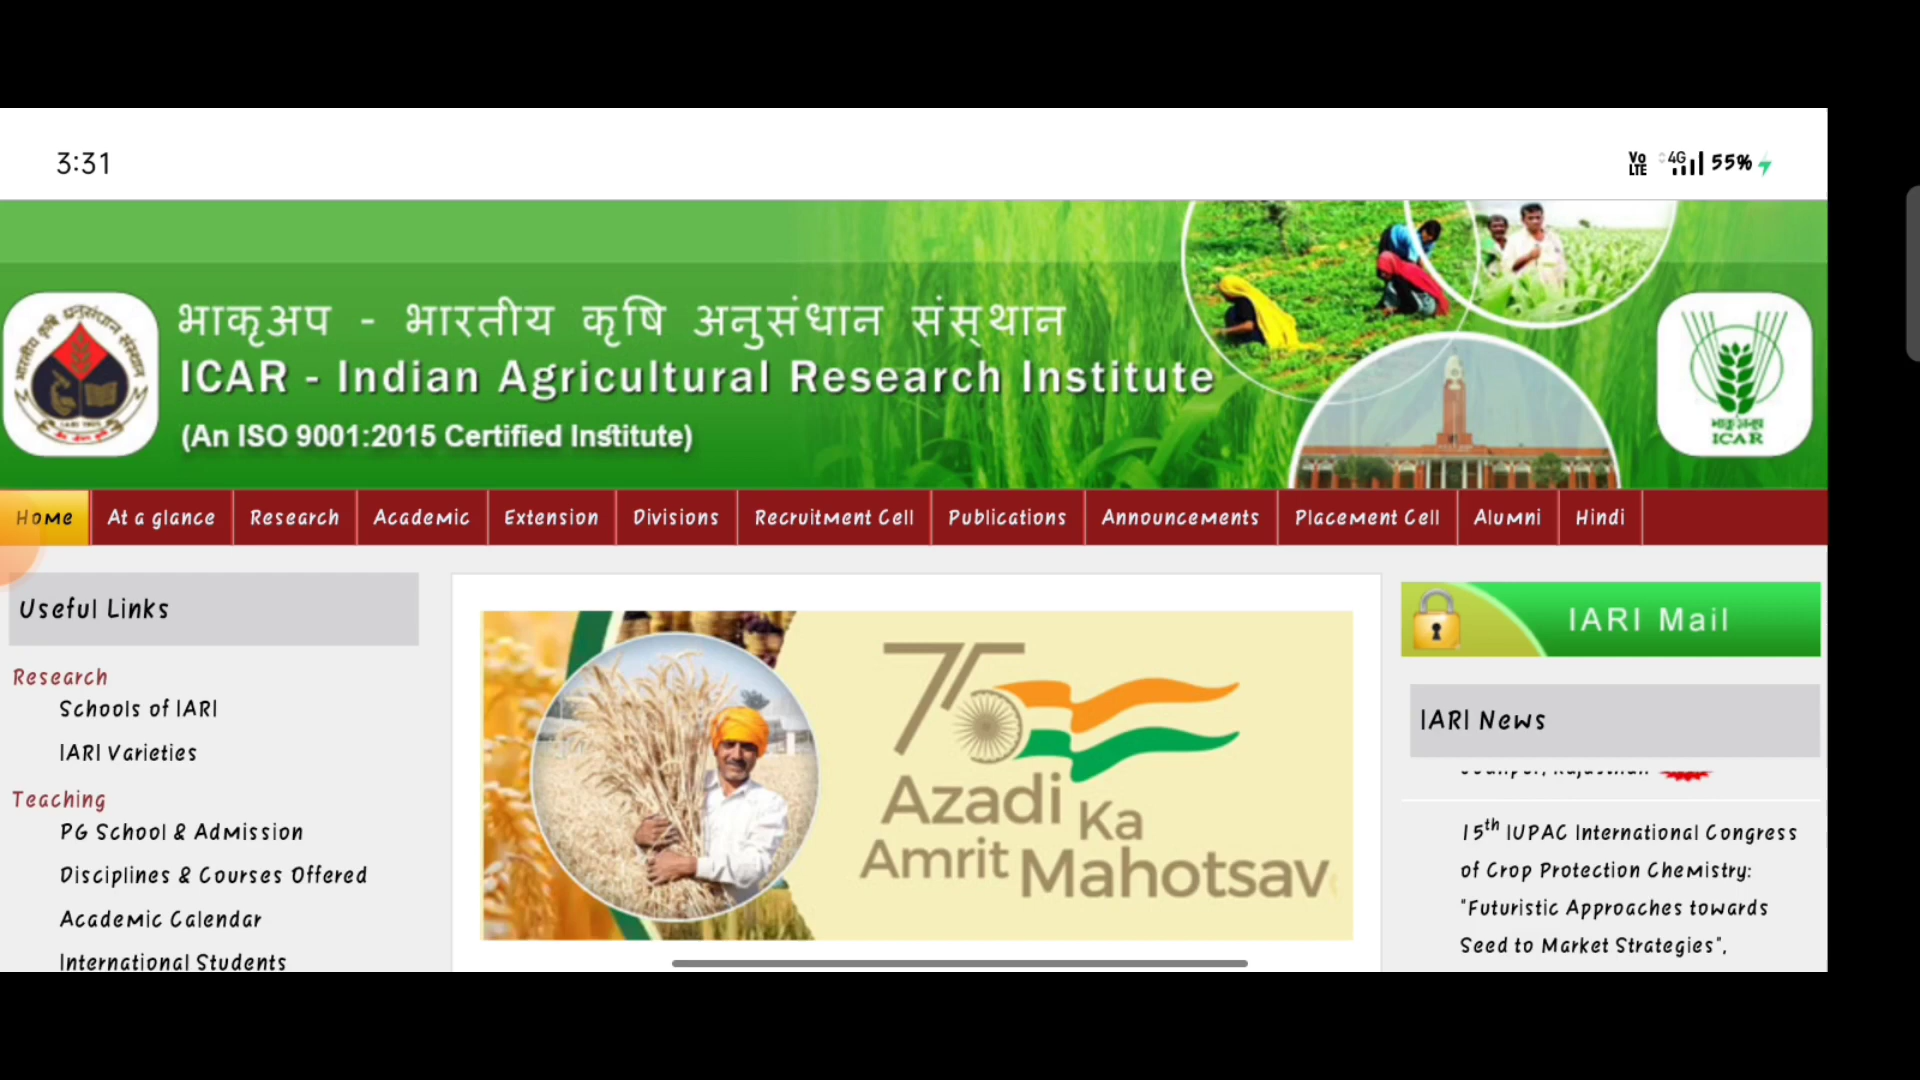 3:31
Vo LTE 4G 55%
भाकृअप - भारतीय कृषि अनुसंधान संस्थान
ICAR - Indian Agricultural Research Institute
(An ISO 9001:2015 Certified Institute)
ICAR
Home At a glance Research Academic Extension Divisions Recruitment Cell Publications Announcements Placement Cell Alumni Hindi
Useful Links
Research
Schools of IARI
IARI Varieties
Teaching
PG School & Admission
Disciplines & Courses Offered
Academic Calendar
International Students
75
Azadi Ka
Amrit Mahotsav
IARI Mail
IARI News
15th IUPAC International Congress
of Crop Protection Chemistry:
"Futuristic Approaches towards
Seed to Market Strategies",